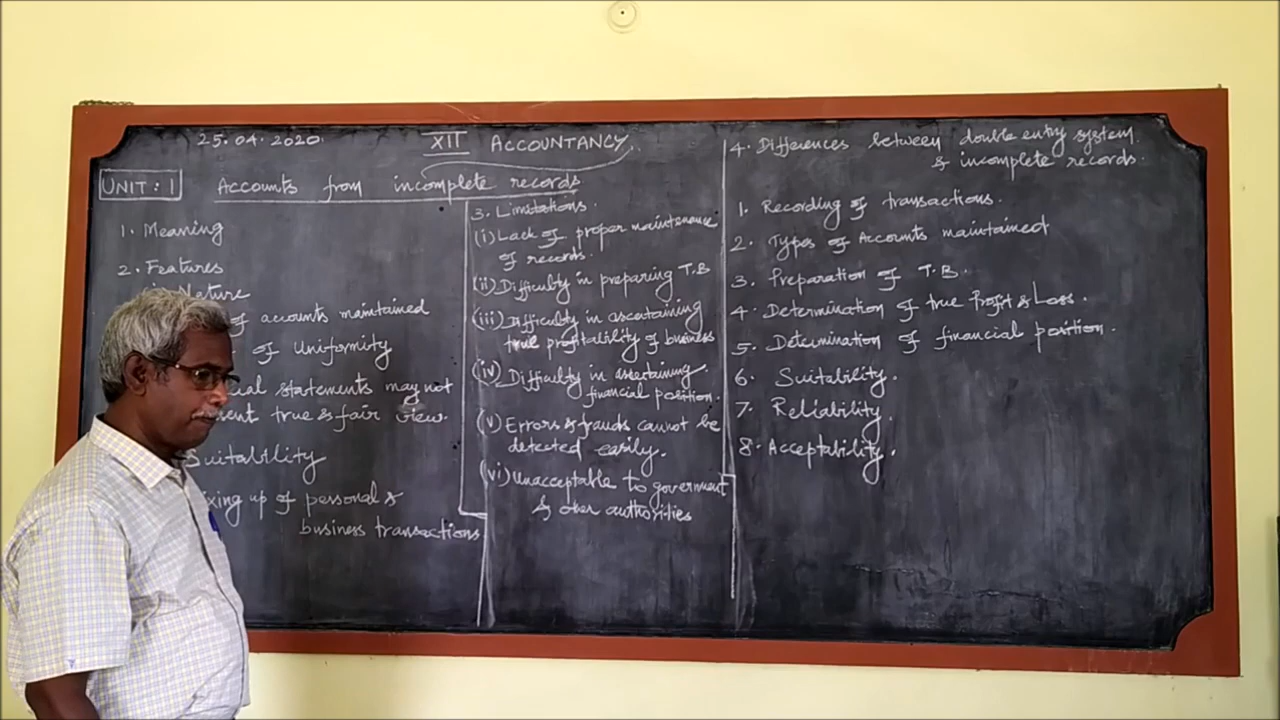 25.04.2020
XII ACCOUNTANCY
UNIT: 1 Accounts from incomplete records
1. Meaning
2. Features
Nature
of accounts maintained
of Uniformity
statements may not
true & fair view.
Suitability
up of personal &
business transactions
3. Limitations.
(i) Lack of proper maintenance
of records.
(ii) Difficulty in preparing T.B
(iii) Difficulty in ascertaining
true profitability of business
(iv) Difficulty in ascertaining
financial position.
(v) Errors & frauds cannot be
detected easily.
(vi) Unacceptable to government
& other authorities
4. Differences between double entry system
& incomplete records.
1. Recording of transactions.
2. Types of Accounts maintained
3. Preparation of T.B.
4. Determination of true Profit & Loss.
5. Determination of financial position.
6. Suitability.
7. Reliability.
8. Acceptability.